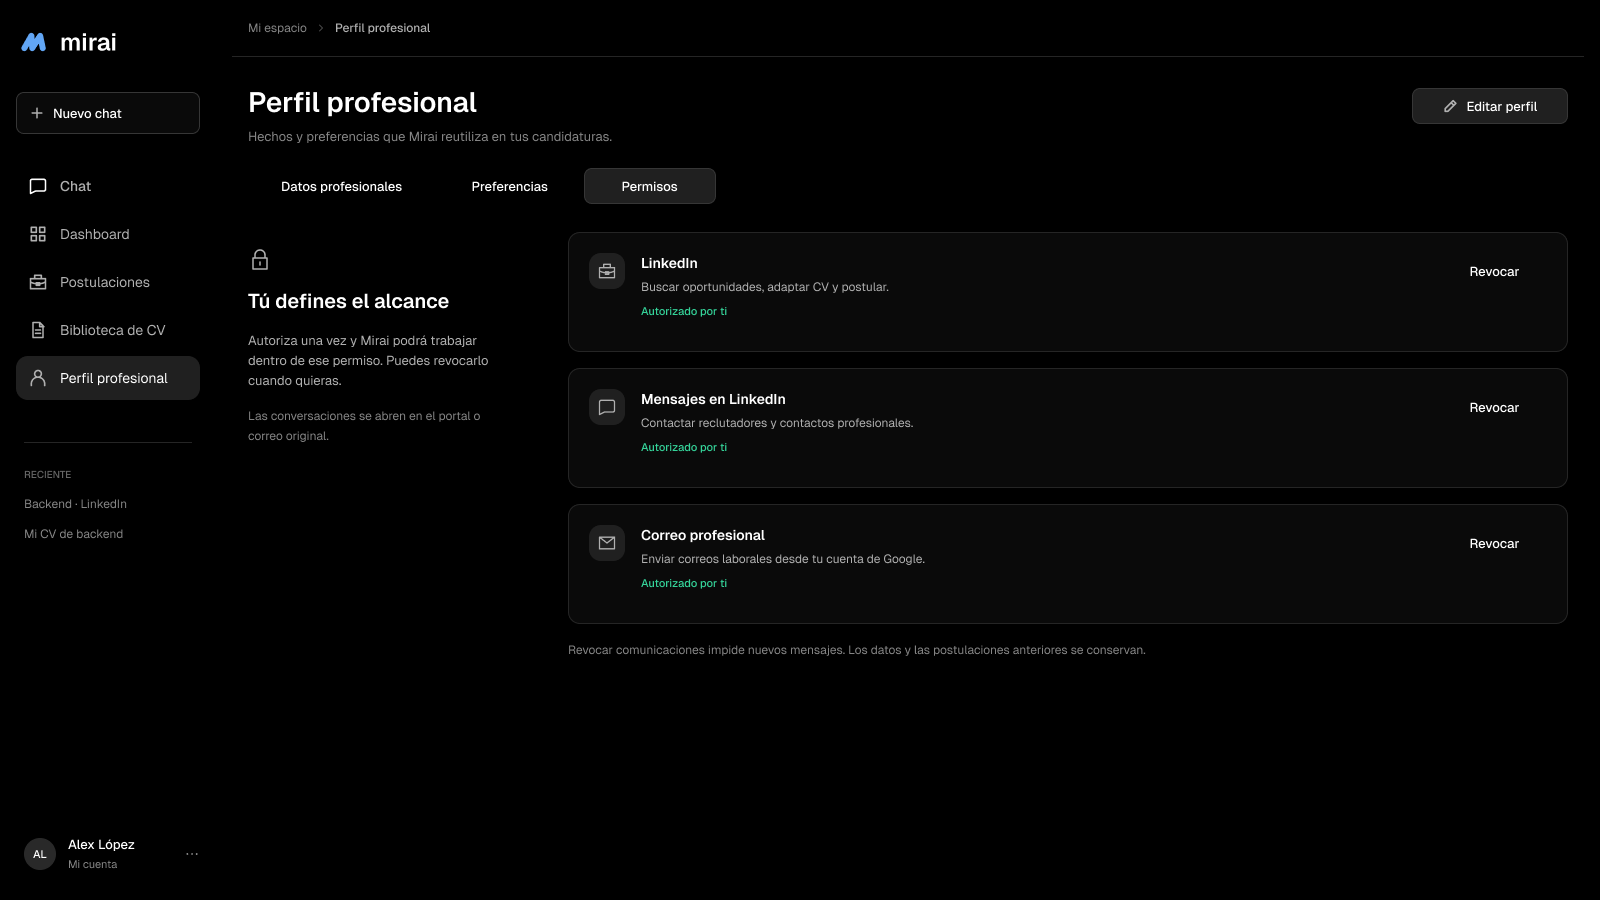 mirai
Nuevo chat
Chat
Dashboard
Postulaciones
Biblioteca de CV
Perfil profesional
RECIENTE
Backend · LinkedIn
Mi CV de backend
AL
Alex López
Mi cuenta
Mi espacio
Perfil profesional
Perfil profesional
Hechos y preferencias que Mirai reutiliza en tus candidaturas.
Editar perfil
Datos profesionales
Preferencias
Permisos
Tú defines el alcance
Autoriza una vez y Mirai podrá trabajar
dentro de ese permiso. Puedes revocarlo
cuando quieras.
Las conversaciones se abren en el portal o
correo original.
LinkedIn
Buscar oportunidades, adaptar CV y postular.
Autorizado por ti
Revocar
Mensajes en LinkedIn
Contactar reclutadores y contactos profesionales.
Autorizado por ti
Revocar
Correo profesional
Enviar correos laborales desde tu cuenta de Google.
Autorizado por ti
Revocar
Revocar comunicaciones impide nuevos mensajes. Los datos y las postulaciones anteriores se conservan.